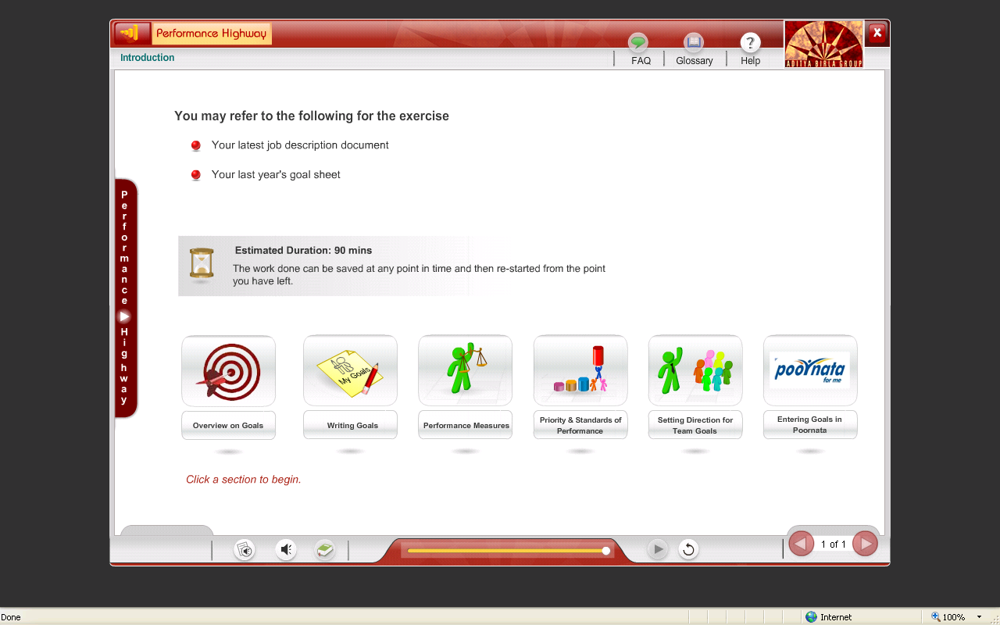 Performance Highway
Introduction
FAQ
Glossary
Help
ADITYA BIRLA GROUP
X
You may refer to the following for the exercise
Your latest job description document
Your last year's goal sheet
Performance Highway
Estimated Duration: 90 mins
The work done can be saved at any point in time and then re-started from the point
you have left.
My Goals
pooYnata
for me
Overview on Goals
Writing Goals
Performance Measures
Priority & Standards of
Performance
Setting Direction for
Team Goals
Entering Goals in
Poornata
Click a section to begin.
1 of 1
Done
Internet
100%